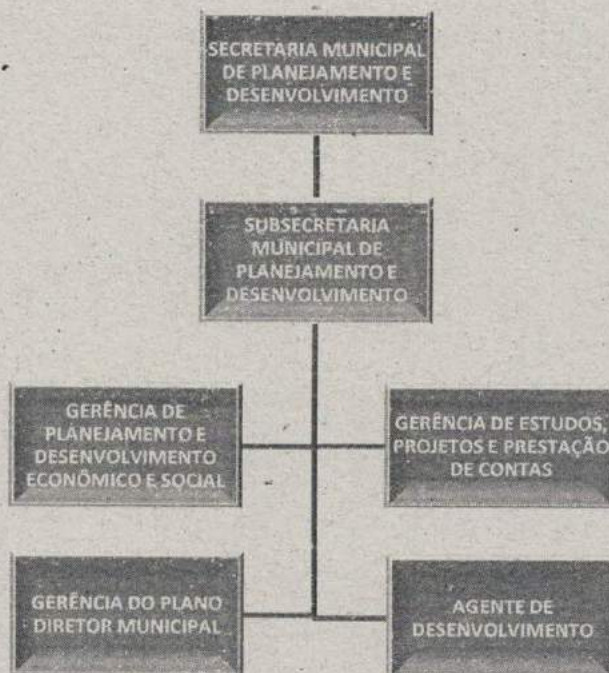 SECRETARIA MUNICIPAL
DE PLANEJAMENTO E
DESENVOLVIMENTO
SUBSECRETARIA
MUNICIPAL DE
PLANEJAMENTO E
DESENVOLVIMENTO
GERÊNCIA DE
PLANEJAMENTO E
DESENVOLVIMENTO
ECONÔMICO E SOCIAL
GERÊNCIA DE ESTUDOS,
PROJETOS E PRESTAÇÃO
DE CONTAS
GERÊNCIA DO PLANO
DIRETOR MUNICIPAL
AGENTE DE
DESENVOLVIMENTO